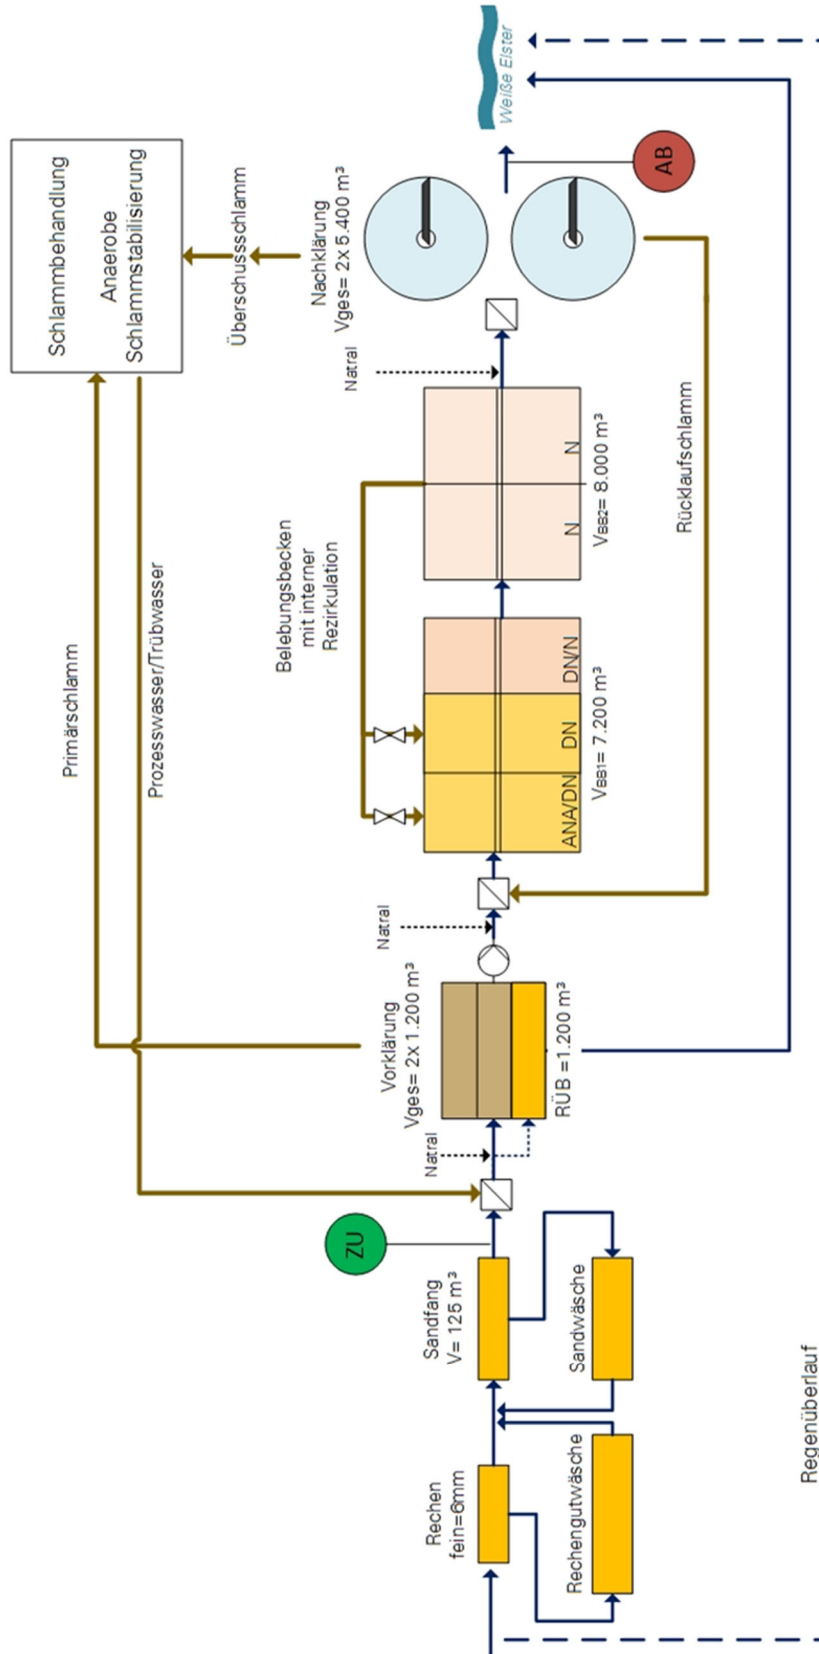 Schlammbehandlung
Anaerobe
Schlammstabilisierung
Primärschlamm
Prozesswasser/Trübwasser
Überschussschlamm
Belebungsbecken
mit interner
Rezirkulation
Rechen
fein=6mm
Rechengutwäsche
Sandfang
V= 125 m³
Sandwäsche
ZU
Natral
Vorklärung
Vges= 2x 1.200 m³
RÜB =1.200 m³
Natral
ANA/DN
DN
DN/N
VBB1= 7.200 m³
N
N
VBB2= 8.000 m³
Natral
Nachklärung
Vges= 2x 5.400 m³
Rücklaufschlamm
AB
Weiße Elster
Regenüberlauf